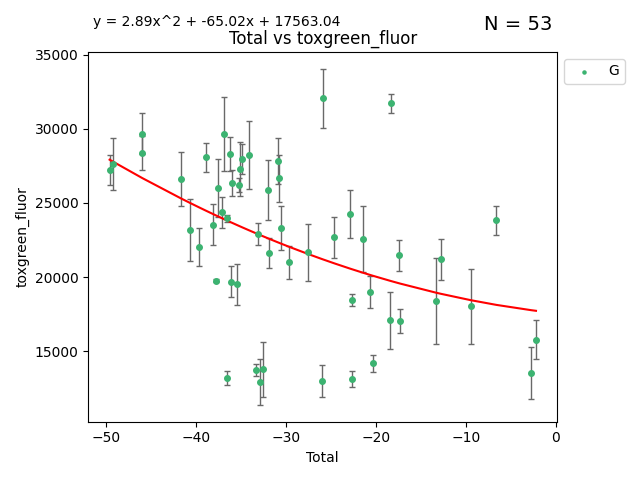 y = 2.89x^2 + -65.02x + 17563.04
N = 53
Total vs toxgreen_fluor
G
35000
30000
25000
20000
15000
toxgreen_fluor
−50 −40 −30 −20 −10 0
Total